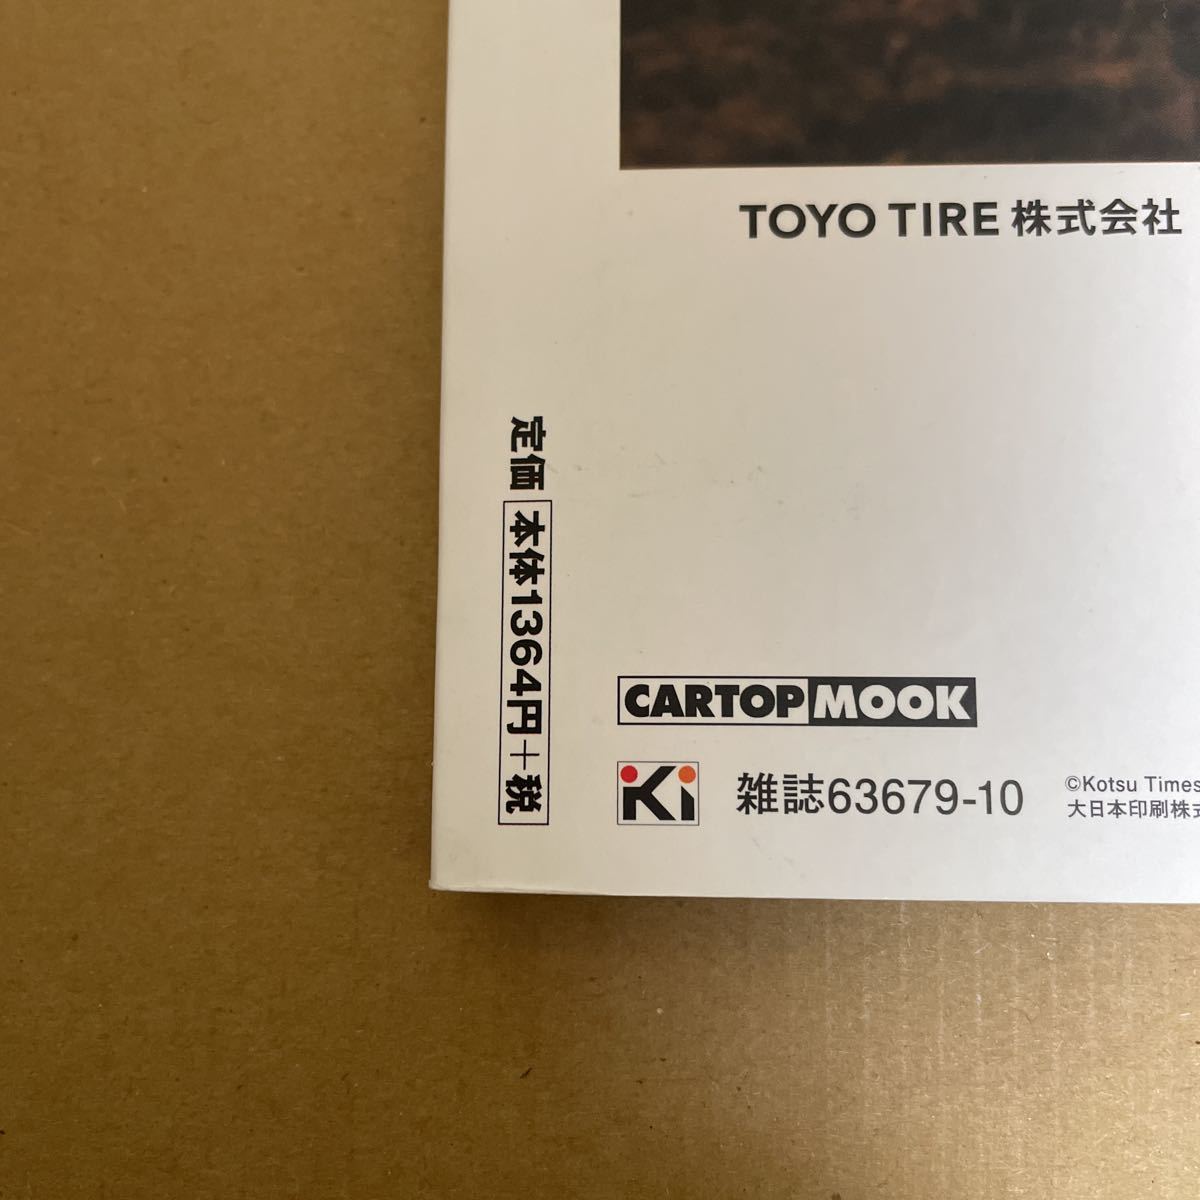 TOYO TIRE 株式会社
定価 本体1364円+税
CARTOP MOOK
Ki 雑誌63679-10
©Kotsu Times
大日本印刷株式